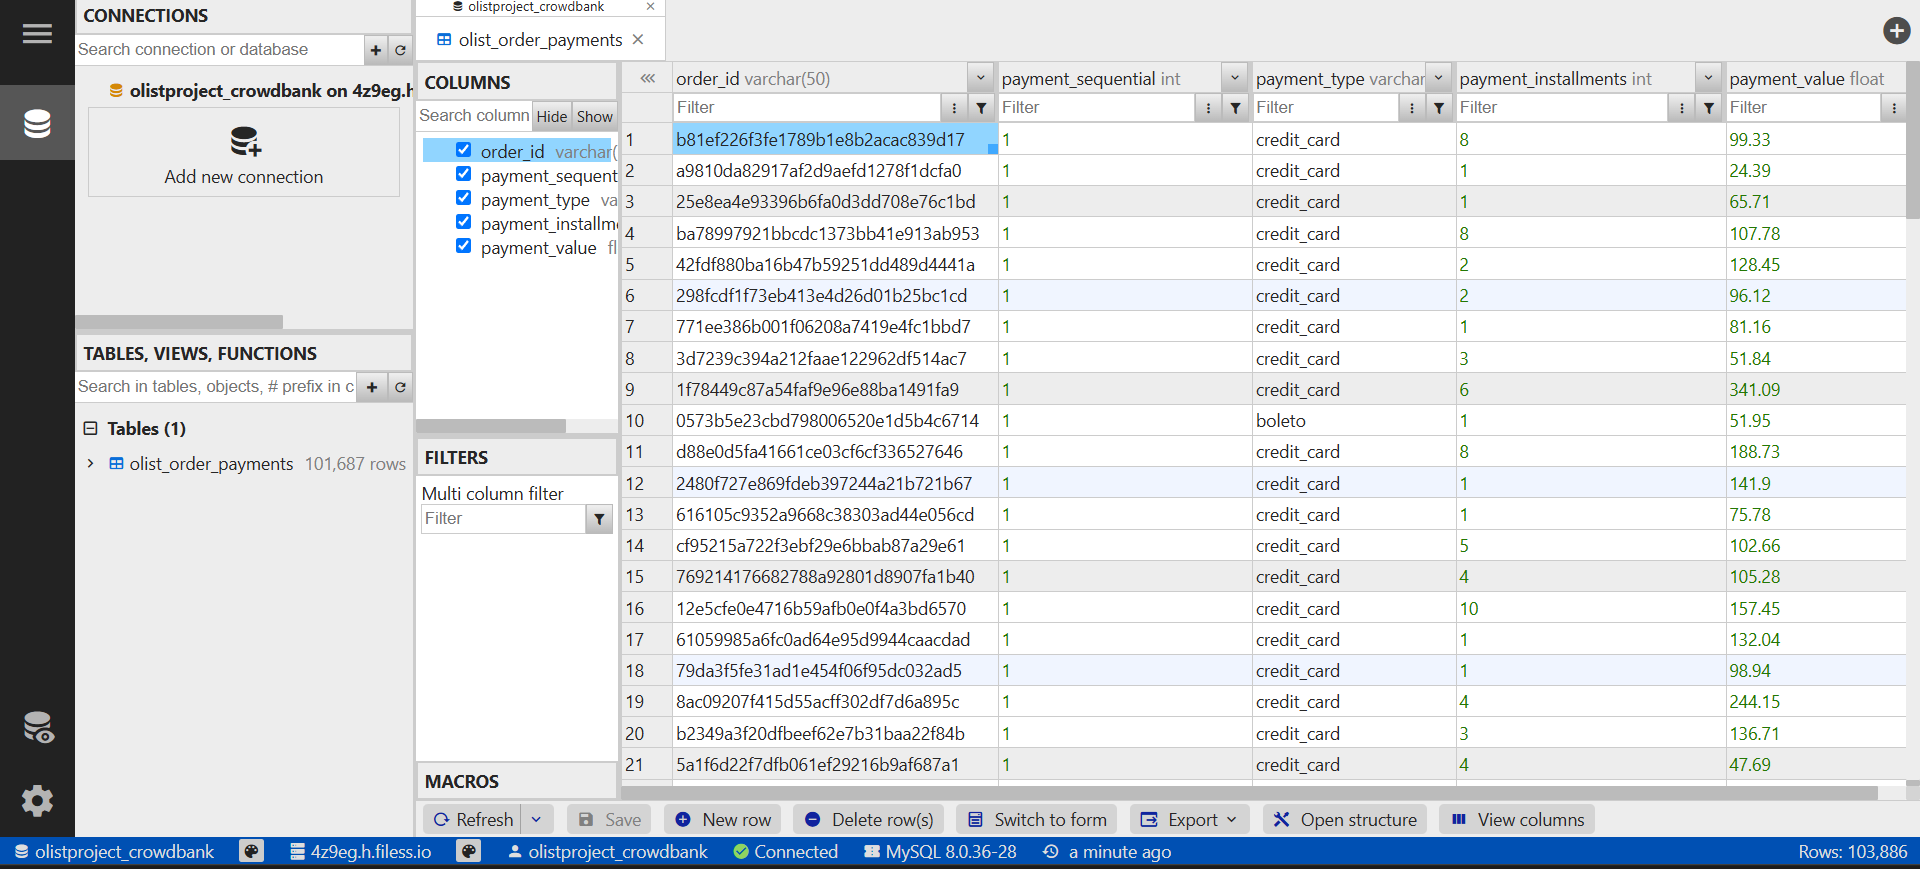 CONNECTIONS
Search connection or database
olistproject_crowdbank on 4z9eg.h
Add new connection
TABLES, VIEWS, FUNCTIONS
Search in tables, objects, # prefix in c
Tables (1)
olist_order_payments 101,687 rows
olistproject_crowdbank
olist_order_payments
COLUMNS
Search column Hide Show
order_id varchar(
payment_sequent
payment_type va
payment_installm
payment_value fl
FILTERS
Multi column filter
Filter
MACROS
order_id varchar(50) payment_sequential int payment_type varchar payment_installments int payment_value float
Filter Filter Filter Filter Filter
1 b81ef226f3fe1789b1e8b2acac839d17 1 credit_card 8 99.33
2 a9810da82917af2d9aefd1278f1dcfa0 1 credit_card 1 24.39
3 25e8ea4e93396b6fa0d3dd708e76c1bd 1 credit_card 1 65.71
4 ba78997921bbcdc1373bb41e913ab953 1 credit_card 8 107.78
5 42fdf880ba16b47b59251dd489d4441a 1 credit_card 2 128.45
6 298fcdf1f73eb413e4d26d01b25bc1cd 1 credit_card 2 96.12
7 771ee386b001f06208a7419e4fc1bbd7 1 credit_card 1 81.16
8 3d7239c394a212faae122962df514ac7 1 credit_card 3 51.84
9 1f78449c87a54faf9e96e88ba1491fa9 1 credit_card 6 341.09
10 0573b5e23cbd798006520e1d5b4c6714 1 boleto 1 51.95
11 d88e0d5fa41661ce03cf6cf336527646 1 credit_card 8 188.73
12 2480f727e869fdeb397244a21b721b67 1 credit_card 1 141.9
13 616105c9352a9668c38303ad44e056cd 1 credit_card 1 75.78
14 cf95215a722f3ebf29e6bbab87a29e61 1 credit_card 5 102.66
15 769214176682788a92801d8907fa1b40 1 credit_card 4 105.28
16 12e5cfe0e4716b59afb0e0f4a3bd6570 1 credit_card 10 157.45
17 61059985a6fc0ad64e95d9944caacdad 1 credit_card 1 132.04
18 79da3f5fe31ad1e454f06f95dc032ad5 1 credit_card 1 98.94
19 8ac09207f415d55acff302df7d6a895c 1 credit_card 4 244.15
20 b2349a3f20dfbeef62e7b31baa22f84b 1 credit_card 3 136.71
21 5a1f6d22f7dfb061ef29216b9af687a1 1 credit_card 4 47.69
Refresh Save New row Delete row(s) Switch to form Export Open structure View columns
olistproject_crowdbank 4z9eg.h.filess.io olistproject_crowdbank Connected MySQL 8.0.36-28 a minute ago Rows: 103,886